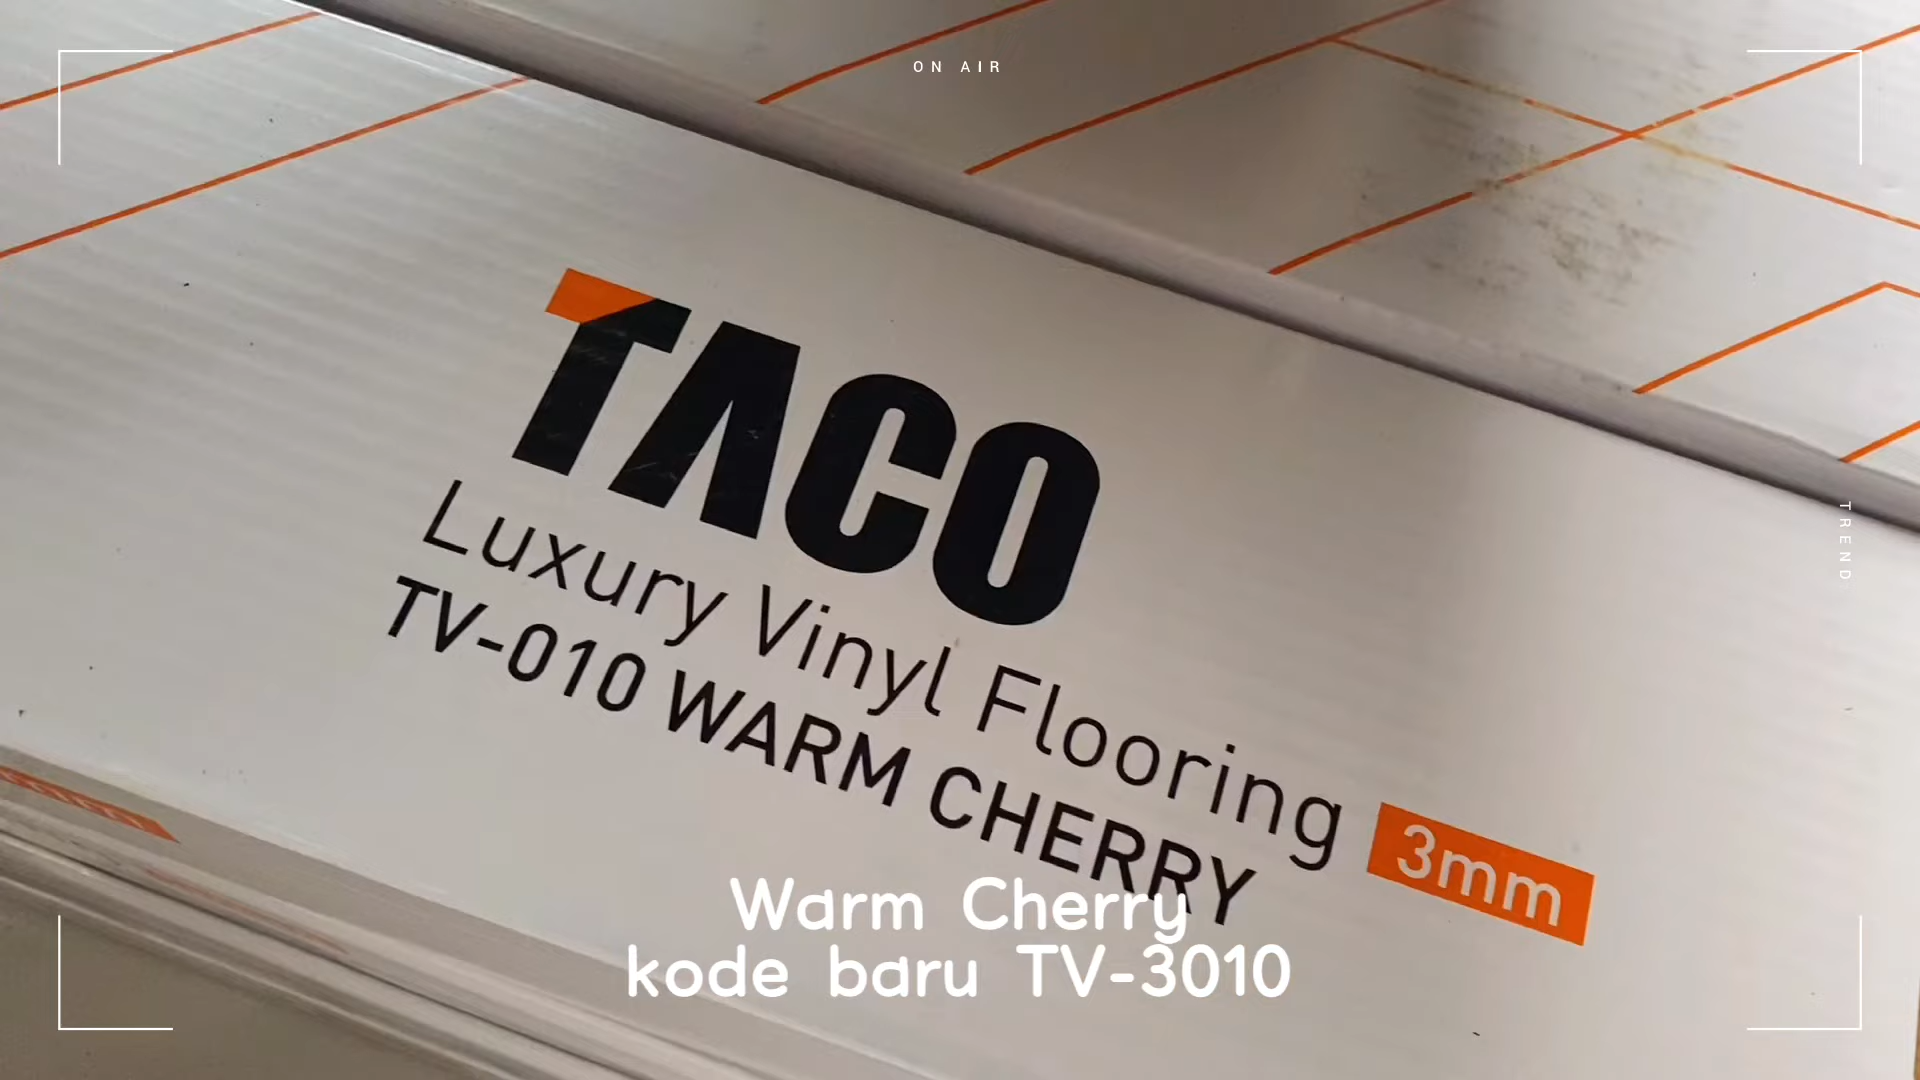 ON AIR
TREND
TACO
Luxury Vinyl Flooring 3mm
TV-010 WARM CHERRY
Warm Cherry
kode baru TV-3010